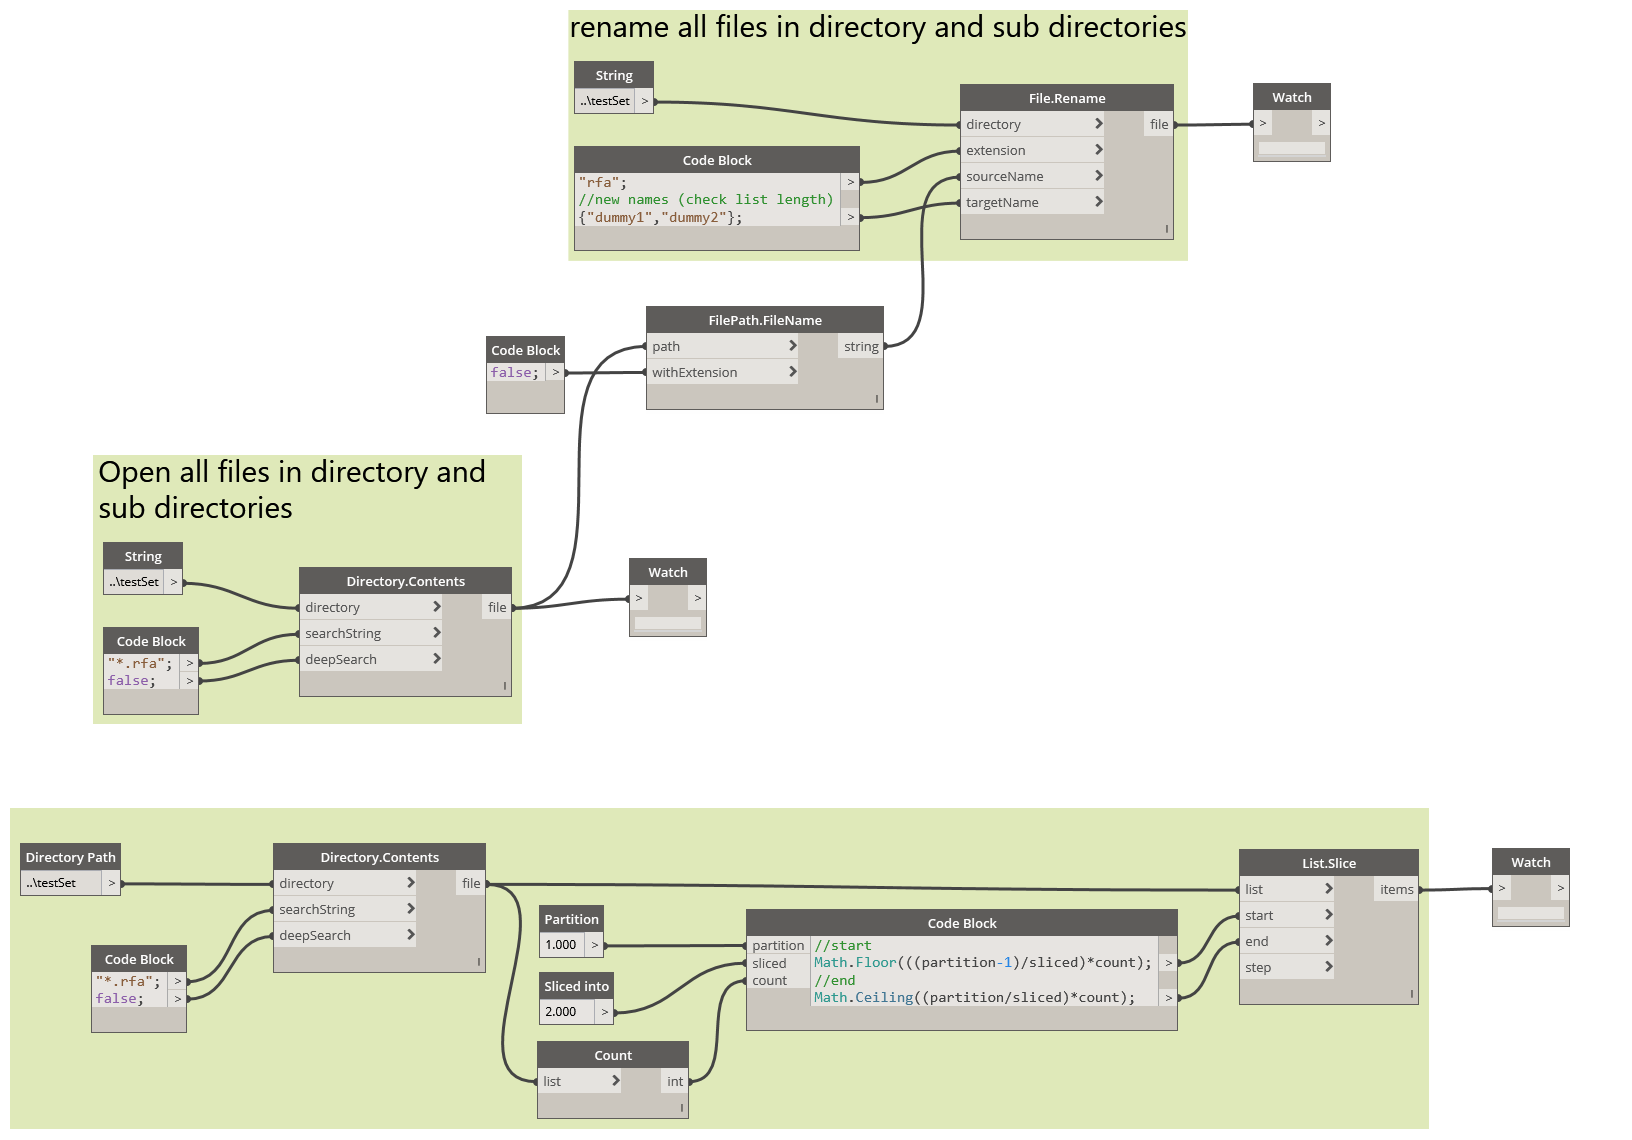 rename all files in directory and sub directories
String
..\testSet >
Code Block
"rfa"; >
//new names (check list length)
{"dummy1","dummy2"}; >
File.Rename
directory file
extension
sourceName
targetName
Watch
> >
FilePath.FileName
path string
withExtension
Code Block
false; >
Open all files in directory and
sub directories
String
..\testSet >
Code Block
"*.rfa"; >
false; >
Directory.Contents
directory file
searchString
deepSearch
Watch
> >
Directory Path
..\testSet >
Code Block
"*.rfa"; >
false; >
Directory.Contents
directory file
searchString
deepSearch
Partition
1.000 >
Sliced into
2.000 >
Count
list int
Code Block
partition //start
sliced Math.Floor(((partition-1)/sliced)*count); >
count //end
Math.Ceiling((partition/sliced)*count); >
List.Slice
list items
start
end
step
Watch
> >